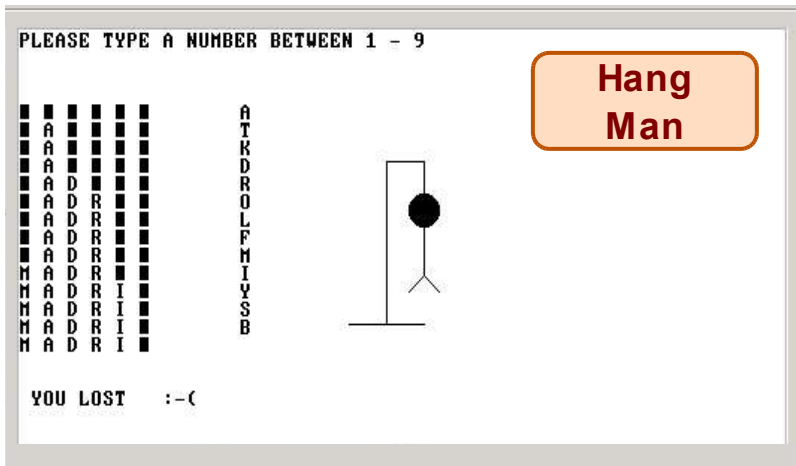 PLEASE TYPE A NUMBER BETWEEN 1 - 9
Hang
Man
■ ■ ■ ■ ■ ■ A
■ A ■ ■ ■ ■ T
■ A ■ ■ ■ ■ K
■ A ■ ■ ■ ■ D
■ A D ■ ■ ■ R
■ A D R ■ ■ O
■ A D R ■ ■ L
■ A D R ■ ■ F
■ A D R ■ ■ M
M A D R ■ ■ I
M A D R I ■ Y
M A D R I ■ S
M A D R I ■ B
M A D R I ■
YOU LOST :-(